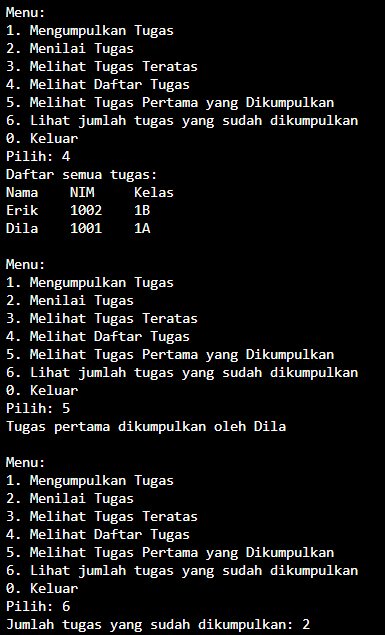 Menu:
1. Mengumpulkan Tugas
2. Menilai Tugas
3. Melihat Tugas Teratas
4. Melihat Daftar Tugas
5. Melihat Tugas Pertama yang Dikumpulkan
6. Lihat jumlah tugas yang sudah dikumpulkan
0. Keluar
Pilih: 4
Daftar semua tugas:
Nama    NIM     Kelas
Erik    1002    1B
Dila    1001    1A

Menu:
1. Mengumpulkan Tugas
2. Menilai Tugas
3. Melihat Tugas Teratas
4. Melihat Daftar Tugas
5. Melihat Tugas Pertama yang Dikumpulkan
6. Lihat jumlah tugas yang sudah dikumpulkan
0. Keluar
Pilih: 5
Tugas pertama dikumpulkan oleh Dila

Menu:
1. Mengumpulkan Tugas
2. Menilai Tugas
3. Melihat Tugas Teratas
4. Melihat Daftar Tugas
5. Melihat Tugas Pertama yang Dikumpulkan
6. Lihat jumlah tugas yang sudah dikumpulkan
0. Keluar
Pilih: 6
Jumlah tugas yang sudah dikumpulkan: 2